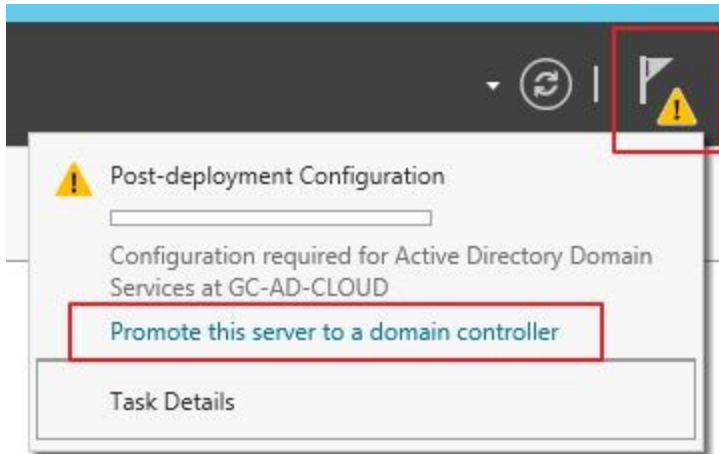 Post-deployment Configuration
Configuration required for Active Directory Domain
Services at GC-AD-CLOUD
Promote this server to a domain controller
Task Details